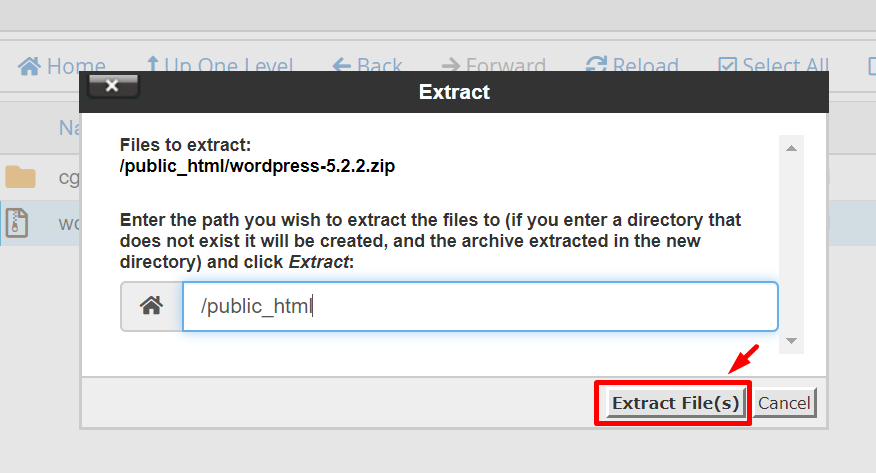 Home Up One Level Back Forward Reload Select All
Extract
Na
Files to extract:
/public_html/wordpress-5.2.2.zip
cg
wo
Enter the path you wish to extract the files to (if you enter a directory that
does not exist it will be created, and the archive extracted in the new
directory) and click Extract:
/public_html
Extract File(s) Cancel